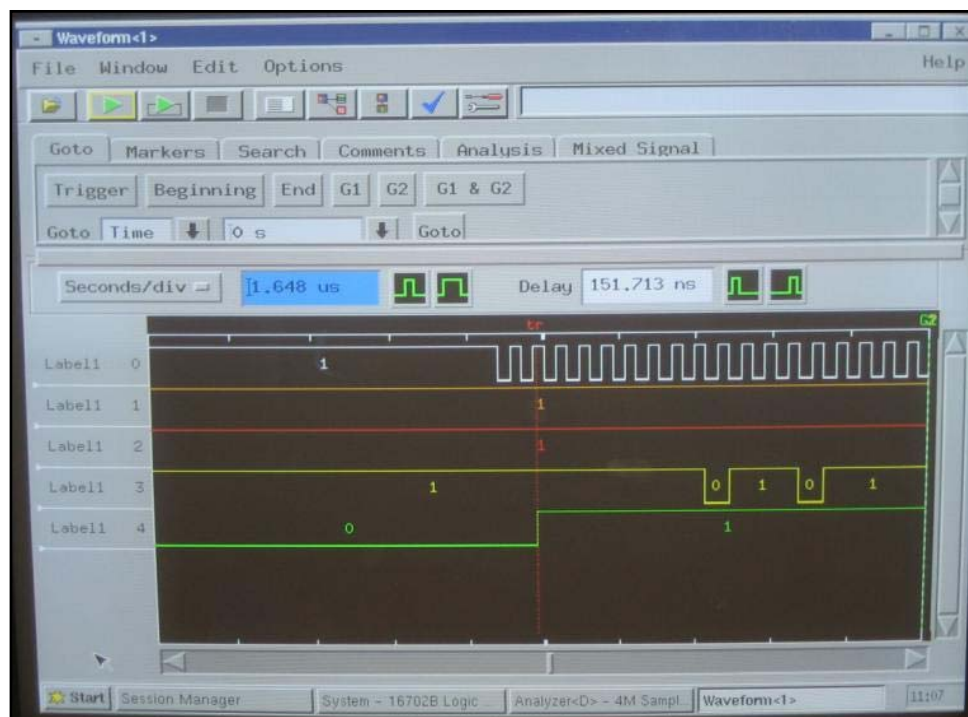 Waveform<1>
File Window Edit Options Help
Goto Markers Search Comments Analysis Mixed Signal
Trigger Beginning End G1 G2 G1 & G2
Goto Time 0 s Goto
Seconds/div 1.648 us Delay 151.713 ns
tr G2
Label1 0 1
Label1 1 1
Label1 2 1
Label1 3 1 0 1 0 1
Label1 4 0 1
Start Session Manager System - 16702B Logic ... Analyzer<D> - 4M Sampl... Waveform<1> 11:07